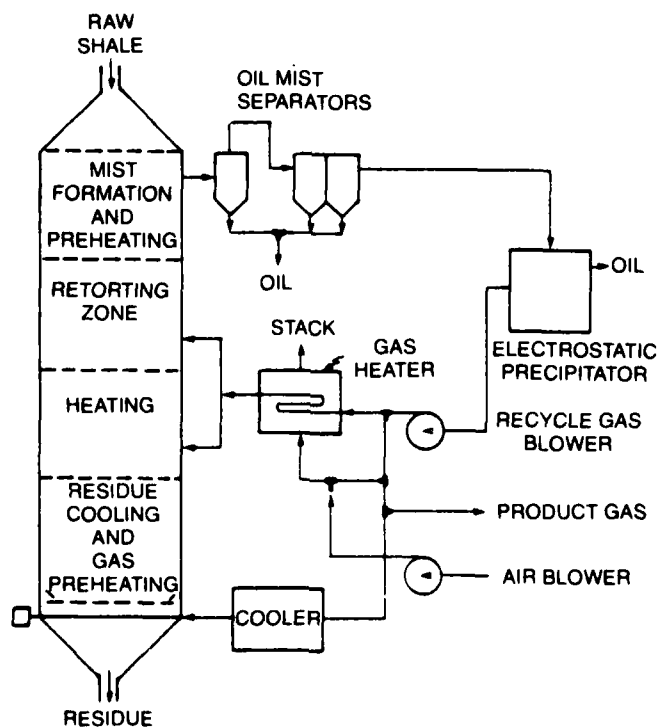 RAW
SHALE
OIL MIST
SEPARATORS
MIST
FORMATION
AND
PREHEATING
OIL
OIL
RETORTING
ZONE
STACK
GAS
HEATER
ELECTROSTATIC
PRECIPITATOR
HEATING
RECYCLE GAS
BLOWER
RESIDUE
COOLING
AND
GAS
PREHEATING
PRODUCT GAS
AIR BLOWER
COOLER
RESIDUE